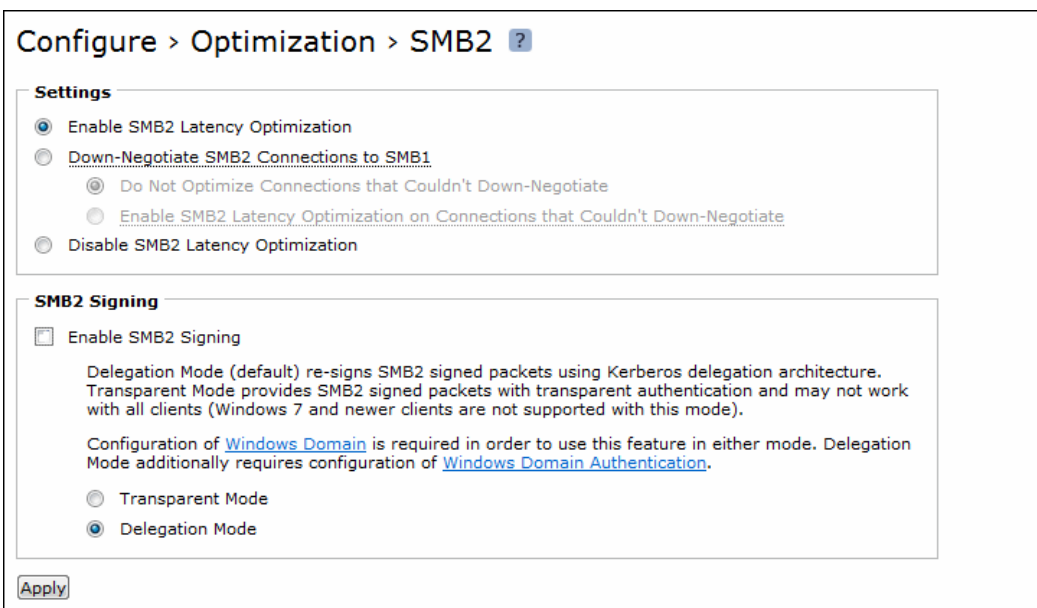 Configure > Optimization > SMB2 ?
Settings
Enable SMB2 Latency Optimization
Down-Negotiate SMB2 Connections to SMB1
Do Not Optimize Connections that Couldn't Down-Negotiate
Enable SMB2 Latency Optimization on Connections that Couldn't Down-Negotiate
Disable SMB2 Latency Optimization
SMB2 Signing
Enable SMB2 Signing
Delegation Mode (default) re-signs SMB2 signed packets using Kerberos delegation architecture.
Transparent Mode provides SMB2 signed packets with transparent authentication and may not work
with all clients (Windows 7 and newer clients are not supported with this mode).
Configuration of Windows Domain is required in order to use this feature in either mode. Delegation
Mode additionally requires configuration of Windows Domain Authentication.
Transparent Mode
Delegation Mode
Apply